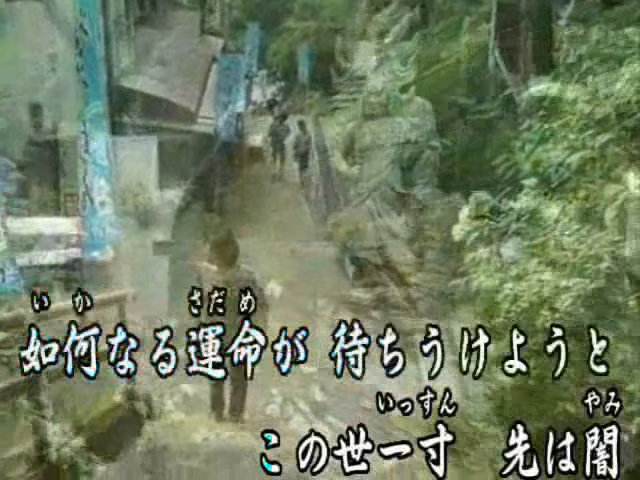 いか さだめ
如何なる運命が 待ちうけようと
いっすん やみ
この世一寸 先は闇